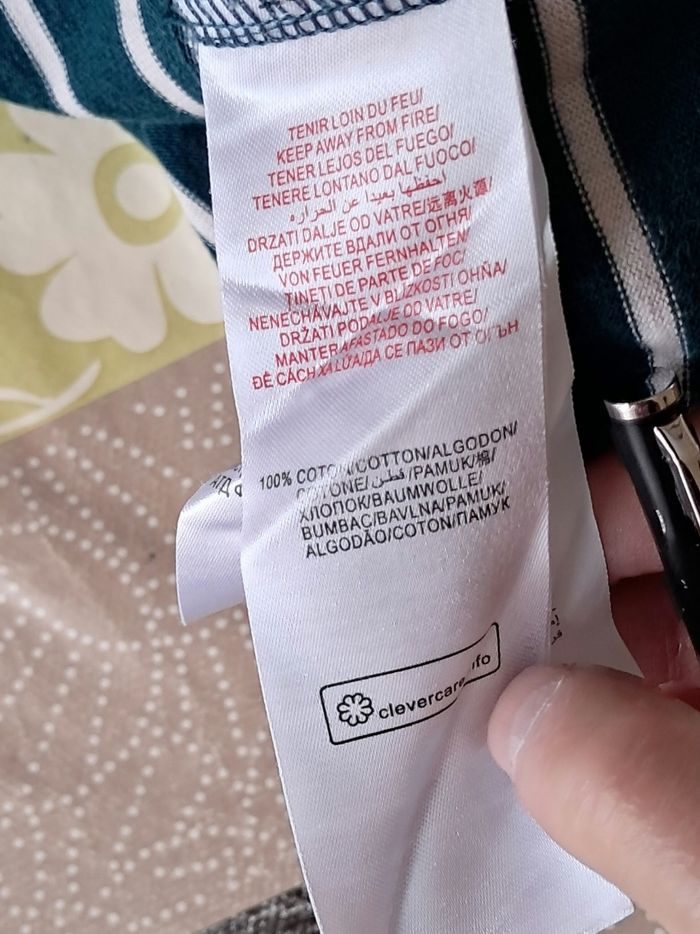 TENIR LOIN DU FEU/
KEEP AWAY FROM FIRE/
TENER LEJOS DEL FUEGO/
TENERE LONTANO DAL FUOCO/
احفظها بعيدا عن الحراره
DRZATI DALJE OD VATRE/远离火源/
ДЕРЖИТЕ ВДАЛИ ОТ ОГНЯ/
VON FEUER FERNHALTEN/
TINETI DE PARTE DE FOC/
NENECHÁVAJTE V BLIZKOSTI OHŇA/
DRŽATI PODALJE OD VATRE/
MANTER AFASTADO DO FOGO/
ĐỂ CÁCH XA LỬA/ДА СЕ ПАЗИ ОТ ОГЪН
100% COTON/COTTON/ALGODON/
COTONE/قطن/PAMUK/棉/
ХЛОПОК/BAUMWOLLE/
BUMBAC/BAVLNA/PAMUK/
ALGODÃO/COTON/ПАМУК
clevercare.info